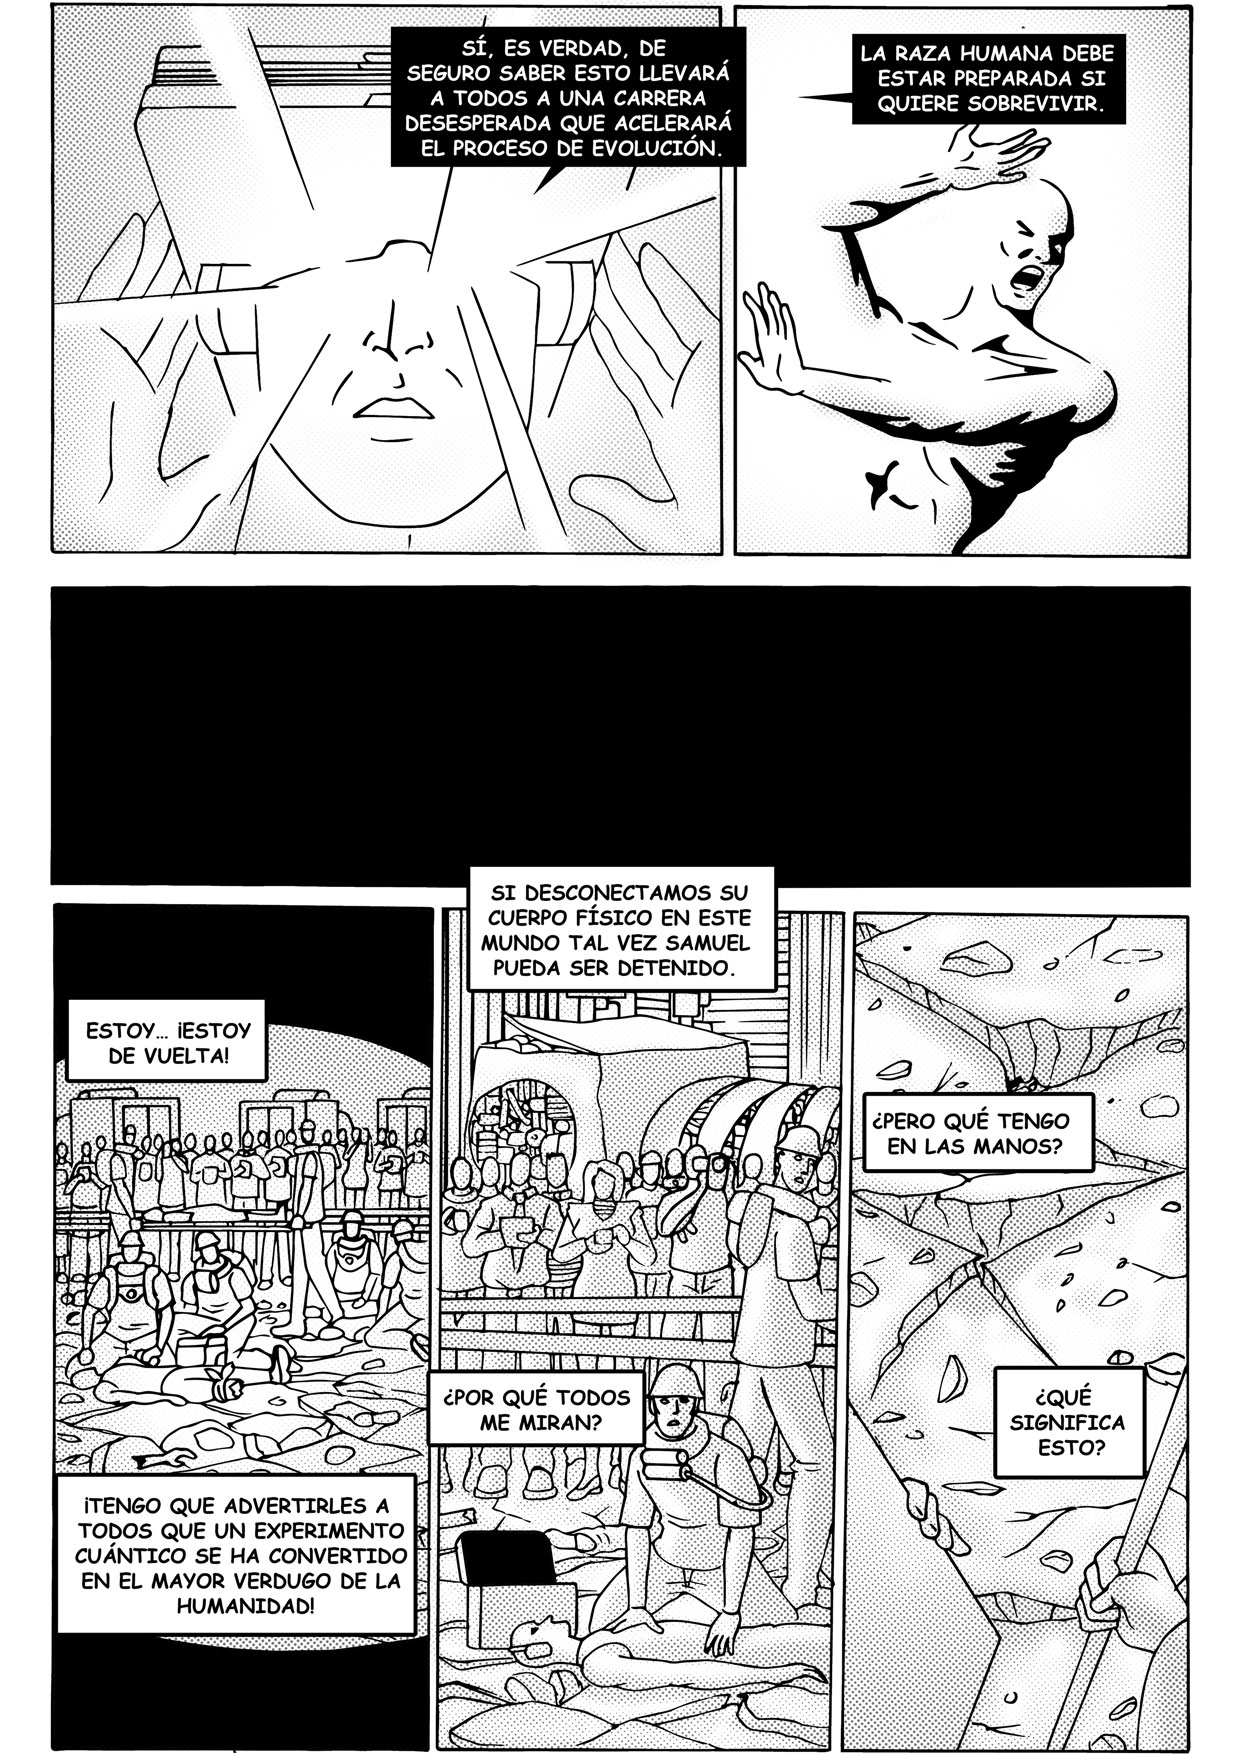 SÍ, ES VERDAD, DE
SEGURO SABER ESTO LLEVARÁ
A TODOS A UNA CARRERA
DESESPERADA QUE ACELERARÁ
EL PROCESO DE EVOLUCIÓN.
LA RAZA HUMANA DEBE
ESTAR PREPARADA SI
QUIERE SOBREVIVIR.
ESTOY... ¡ESTOY
DE VUELTA!
¡TENGO QUE ADVERTIRLES A
TODOS QUE UN EXPERIMENTO
CUÁNTICO SE HA CONVERTIDO
EN EL MAYOR VERDUGO DE LA
HUMANIDAD!
SI DESCONECTAMOS SU
CUERPO FÍSICO EN ESTE
MUNDO TAL VEZ SAMUEL
PUEDA SER DETENIDO.
¿POR QUÉ TODOS
ME MIRAN?
¿PERO QUÉ TENGO
EN LAS MANOS?
¿QUÉ
SIGNIFICA
ESTO?